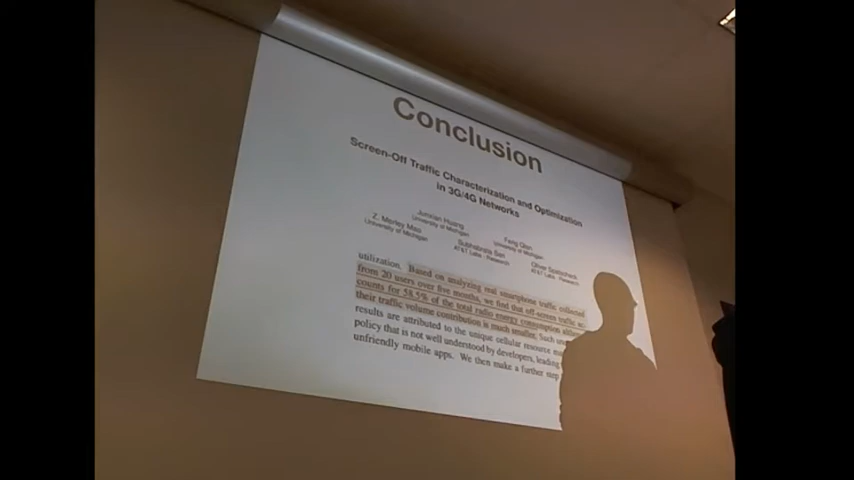 Conclusion
Screen-Off Traffic Characterization and Optimization
in 3G/4G Networks
Junxian Huang
University of Michigan
Feng Qian
University of Michigan
Z. Morley Mao
University of Michigan
Subhabrata Sen
AT&T Labs - Research
Oliver Spatscheck
AT&T Labs - Research
utilization. Based on analyzing real smartphone traffic collected
from 20 users over five months, we find that off-screen traffic ac-
counts for 58.5% of the total radio energy consumption although
their traffic volume contribution is much smaller. Such
results are attributed to the unique cellular resource
policy that is not well understood by developers, leading
unfriendly mobile apps. We then make a further step